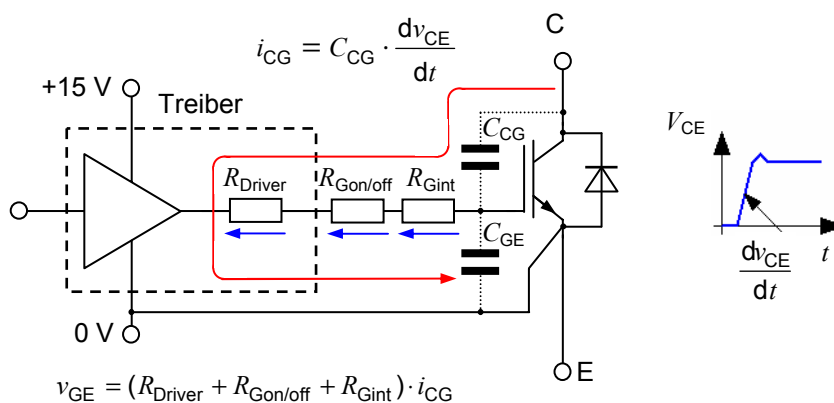 C
i_CG = C_CG · dv_CE/dt
+15 V
Treiber
R_Driver
R_Gon/off
R_Gint
C_CG
C_GE
V_CE
t
dv_CE/dt
0 V
E
v_GE = (R_Driver + R_Gon/off + R_Gint) · i_CG